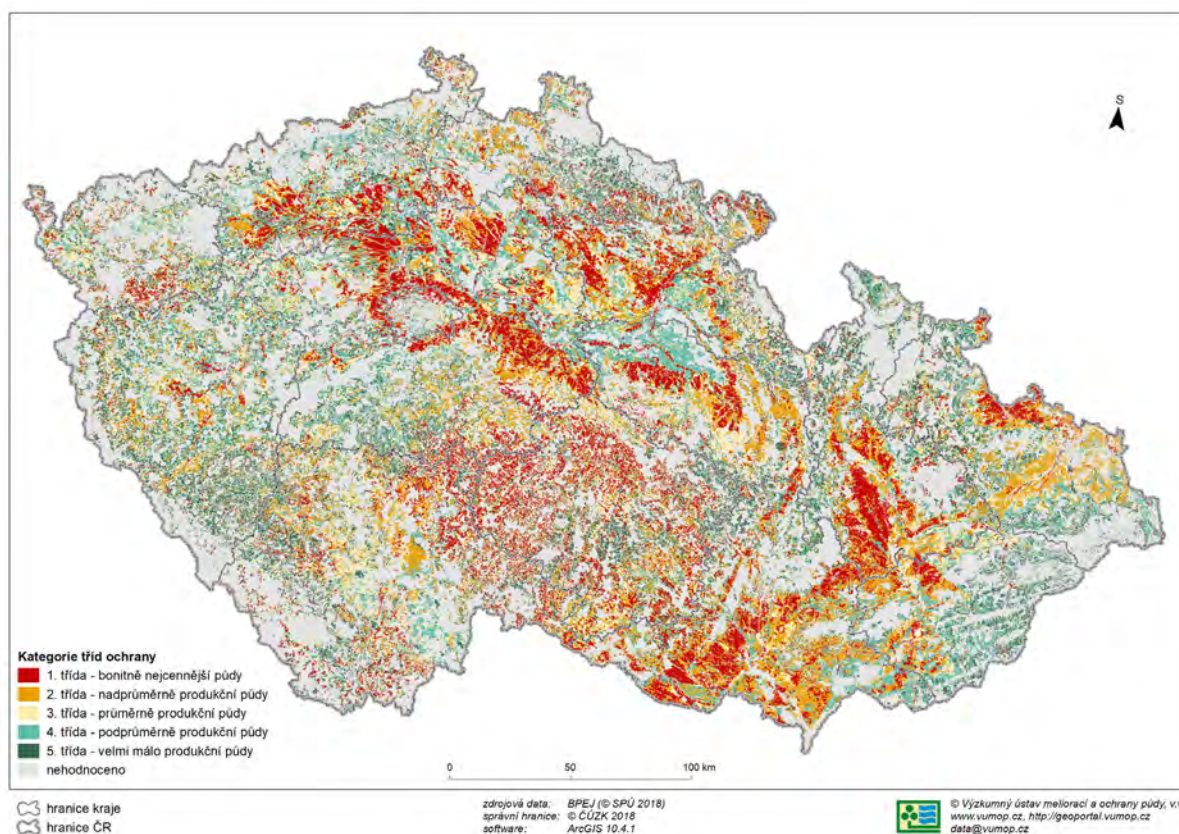 S
Kategorie tříd ochrany
1. třída - bonitně nejcennější půdy
2. třída - nadprůměrně produkční půdy
3. třída - průměrně produkční půdy
4. třída - podprůměrně produkční půdy
5. třída - velmi málo produkční půdy
nehodnoceno
0 50 100 km
hranice kraje
hranice ČR
zdrojová data: BPEJ (© SPÚ 2018)
správní hranice: © ČÚZK 2018
software: ArcGIS 10.4.1
© Výzkumný ústav meliorací a ochrany půdy, v.v
www.vumop.cz, http://geoportal.vumop.cz
data@vumop.cz